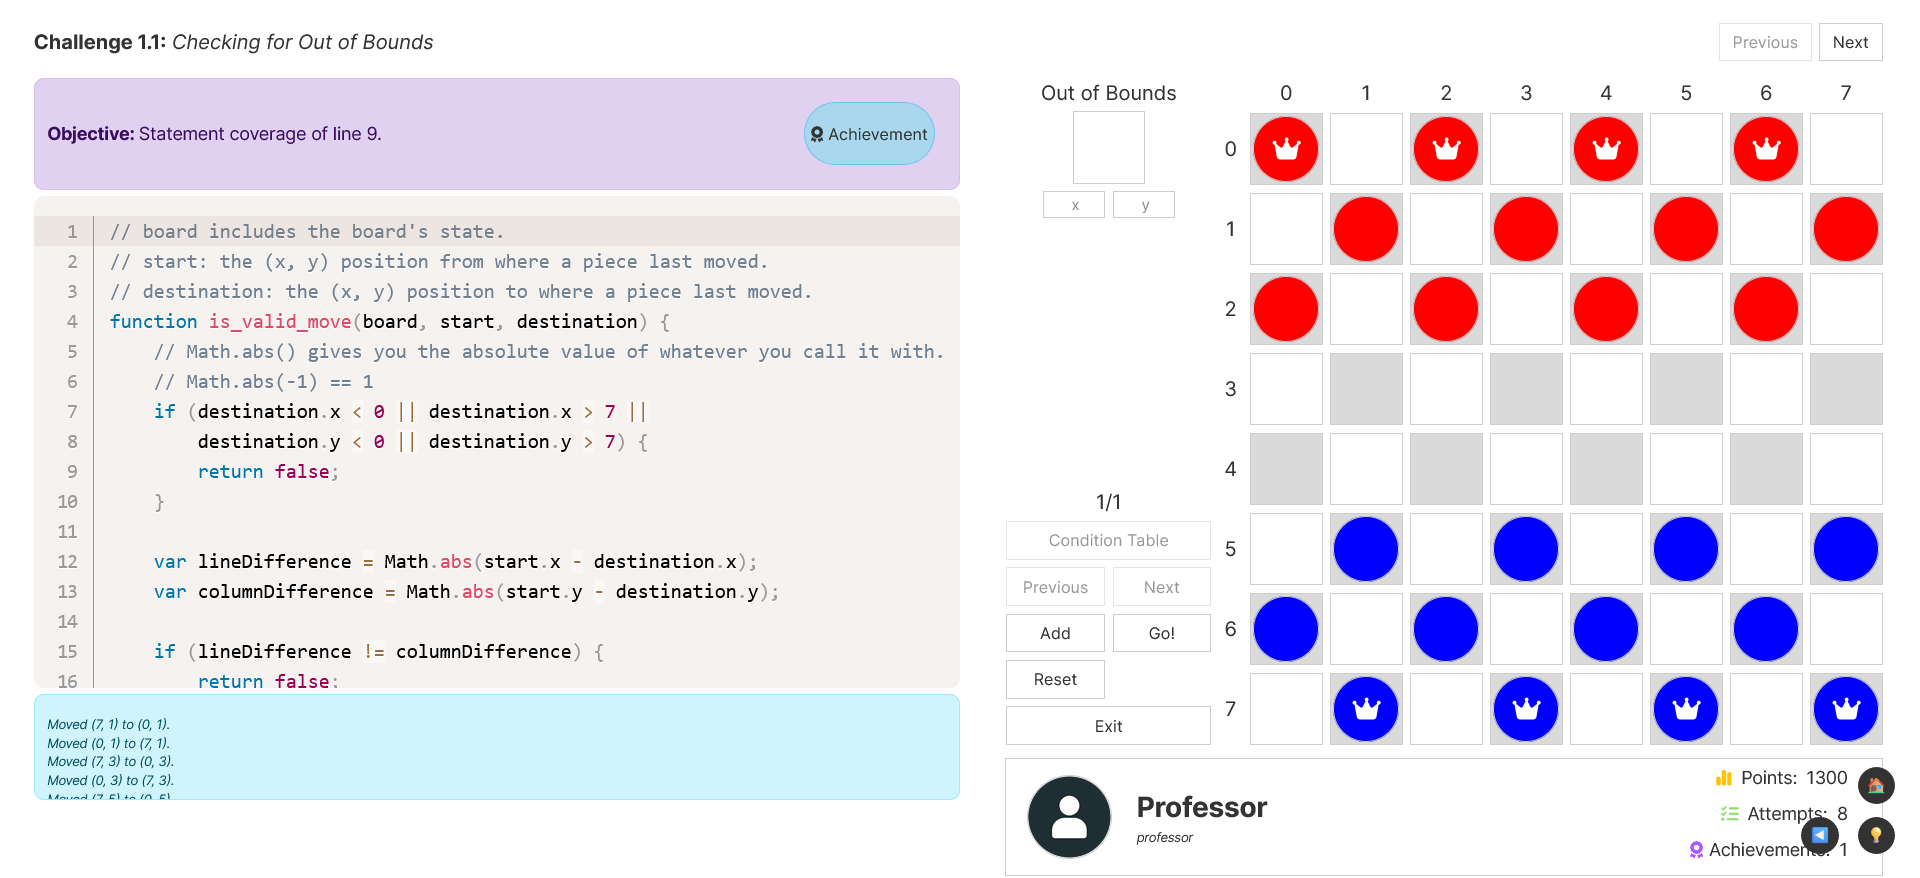 Challenge 1.1: Checking for Out of Bounds
Previous
Next
Objective: Statement coverage of line 9.
Achievement
1 // board includes the board's state.
2 // start: the (x, y) position from where a piece last moved.
3 // destination: the (x, y) position to where a piece last moved.
4 function is_valid_move(board, start, destination) {
5 // Math.abs() gives you the absolute value of whatever you call it with.
6 // Math.abs(-1) == 1
7 if (destination.x < 0 || destination.x > 7 ||
8 destination.y < 0 || destination.y > 7) {
9 return false;
10 }
11
12 var lineDifference = Math.abs(start.x - destination.x);
13 var columnDifference = Math.abs(start.y - destination.y);
14
15 if (lineDifference != columnDifference) {
16 return false;
Moved (7, 1) to (0, 1).
Moved (0, 1) to (7, 1).
Moved (7, 3) to (0, 3).
Moved (0, 3) to (7, 3).
Moved (7, 5) to (0, 5).
Out of Bounds
x y
1/1
Condition Table
Previous Next
Add Go!
Reset
Exit
0 1 2 3 4 5 6 7
0
1
2
3
4
5
6
7
Professor
professor
Points: 1300
Attempts: 8
Achievements: 1